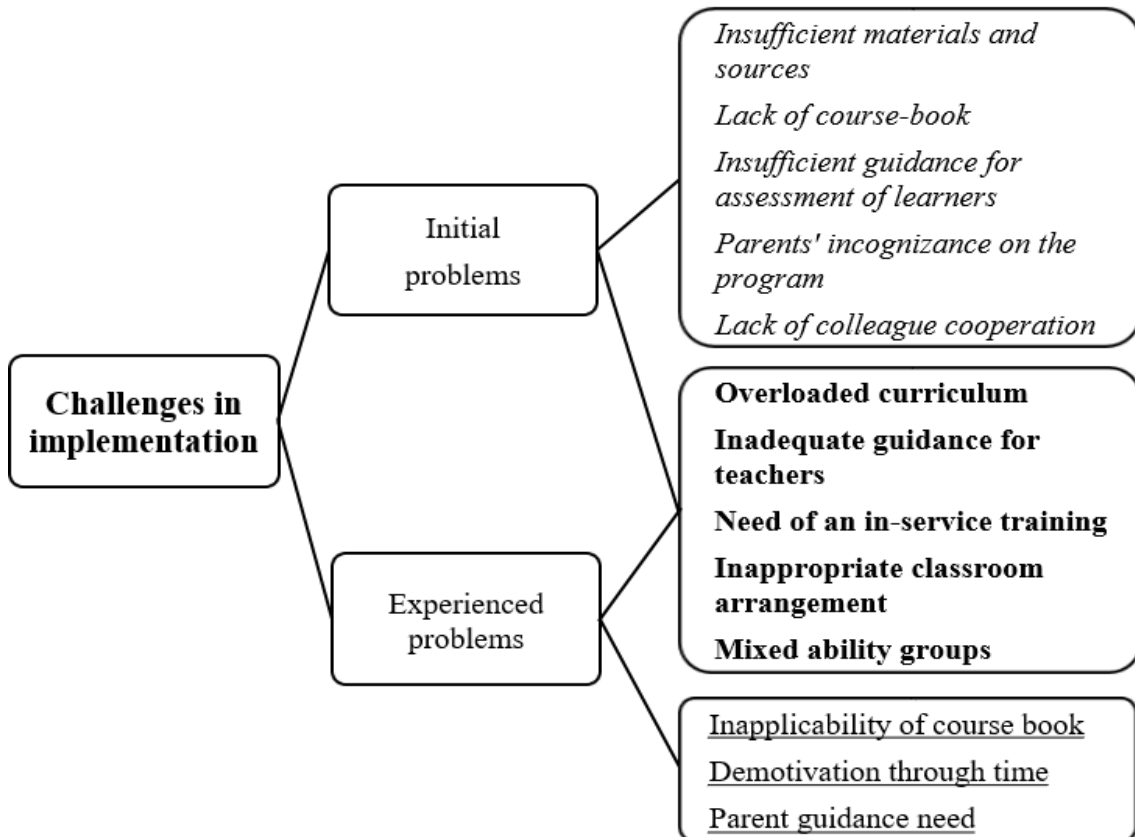 Challenges in
implementation
Initial
problems
Experienced
problems
Insufficient materials and
sources
Lack of course-book
Insufficient guidance for
assessment of learners
Parents' incognizance on the
program
Lack of colleague cooperation
Overloaded curriculum
Inadequate guidance for
teachers
Need of an in-service training
Inappropriate classroom
arrangement
Mixed ability groups
Inapplicability of course book
Demotivation through time
Parent guidance need